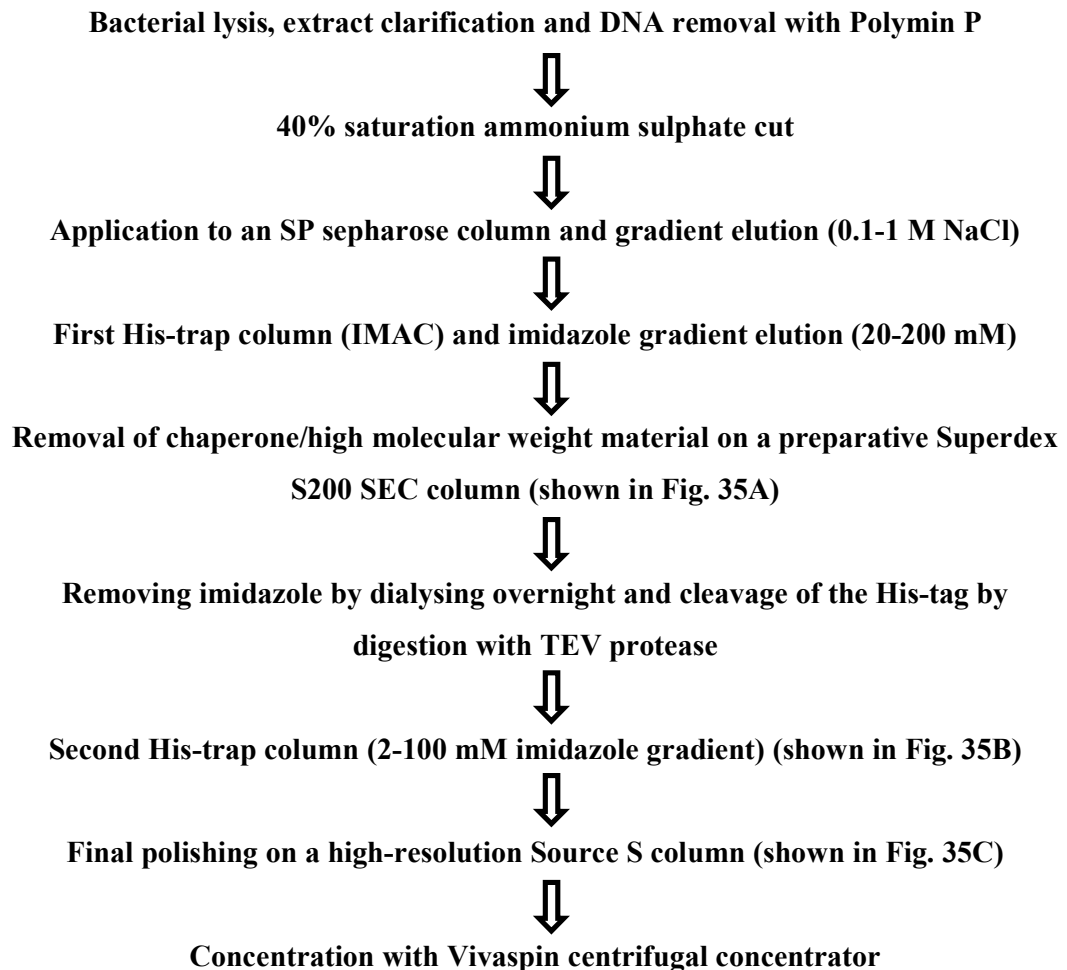 Bacterial lysis, extract clarification and DNA removal with Polymin P
40% saturation ammonium sulphate cut
Application to an SP sepharose column and gradient elution (0.1-1 M NaCl)
First His-trap column (IMAC) and imidazole gradient elution (20-200 mM)
Removal of chaperone/high molecular weight material on a preparative Superdex
S200 SEC column (shown in Fig. 35A)
Removing imidazole by dialysing overnight and cleavage of the His-tag by
digestion with TEV protease
Second His-trap column (2-100 mM imidazole gradient) (shown in Fig. 35B)
Final polishing on a high-resolution Source S column (shown in Fig. 35C)
Concentration with Vivaspin centrifugal concentrator